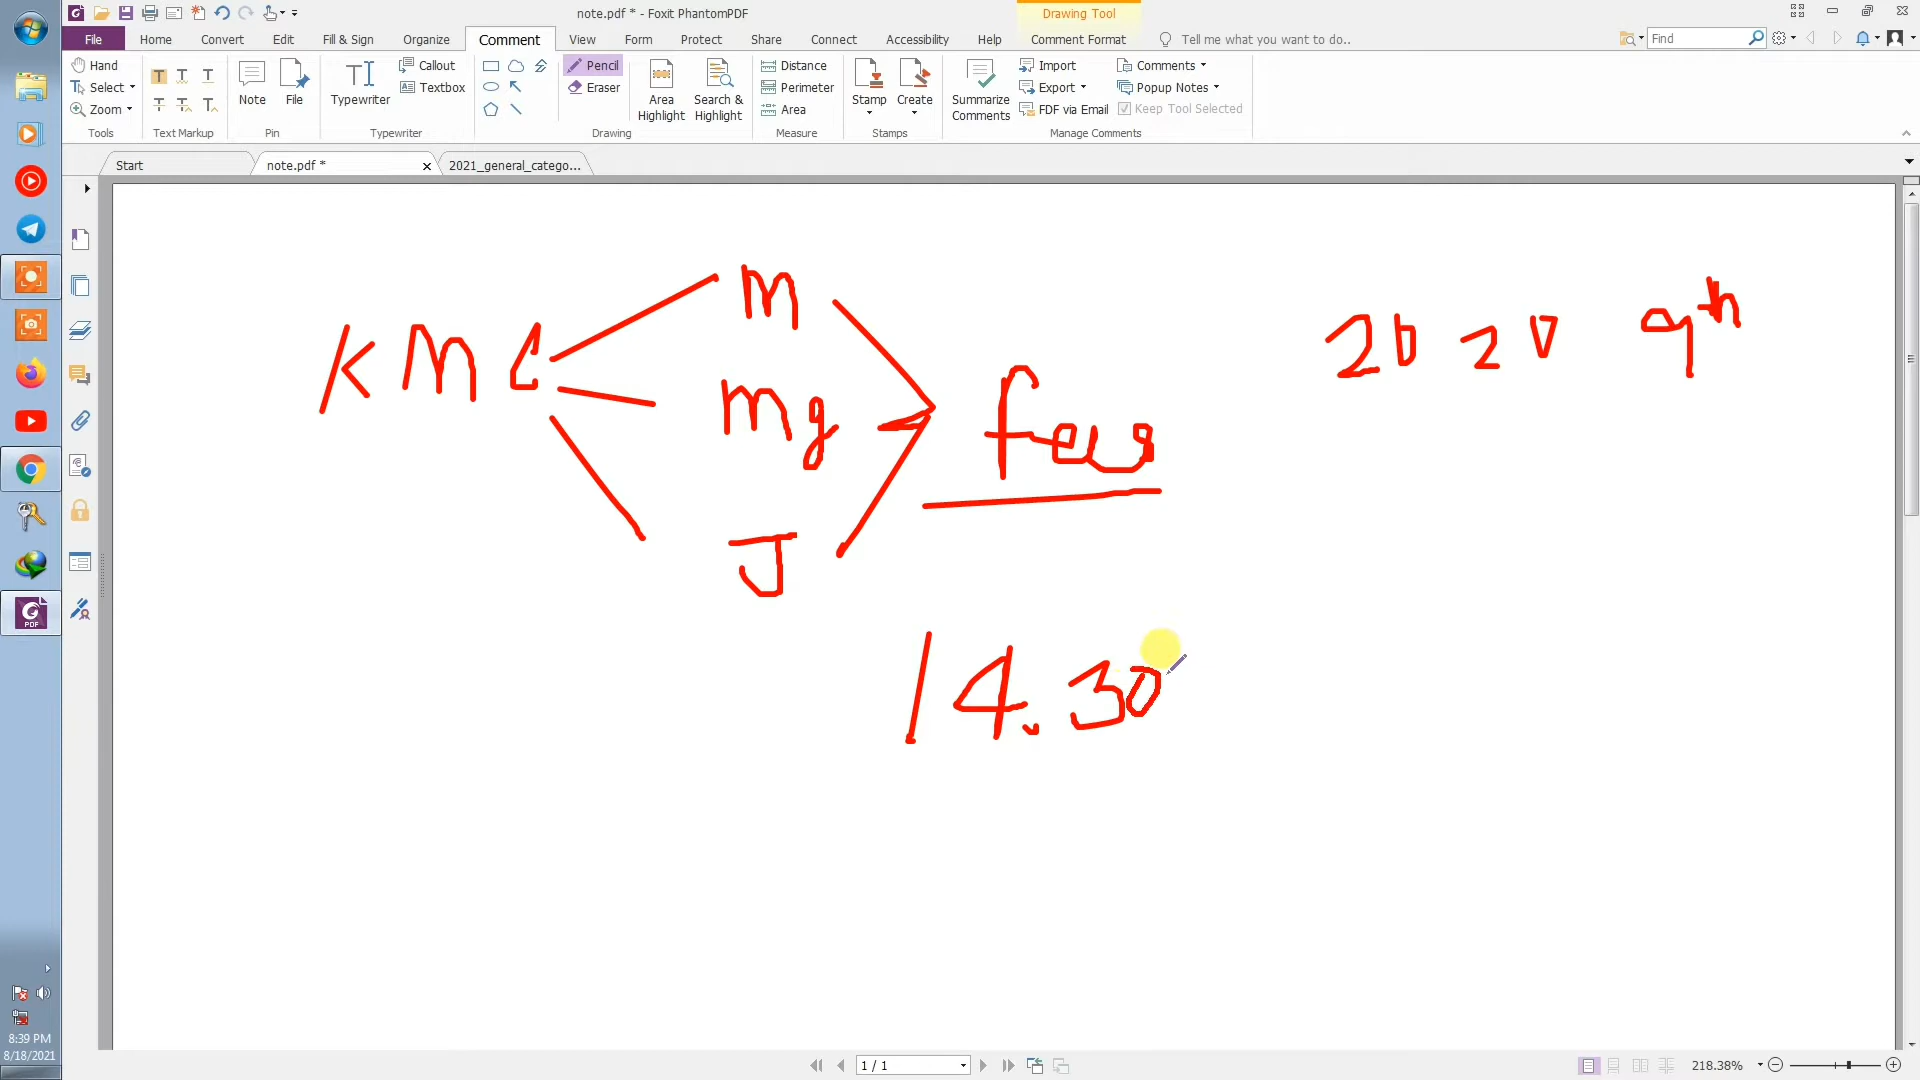 note.pdf * - Foxit PhantomPDF
Drawing Tool
File Home Convert Edit Fill & Sign Organize Comment View Form Protect Share Connect Accessibility Help Comment Format Tell me what you want to do.. Find
Hand
Select
Zoom
Tools
Text Markup
Note
File
Pin
Typewriter
Callout
Textbox
Typewriter
Pencil
Eraser
Area Highlight
Search & Highlight
Drawing
Distance
Perimeter
Area
Measure
Stamp
Create
Stamps
Summarize Comments
Import
Export
FDF via Email
Comments
Popup Notes
Keep Tool Selected
Manage Comments
Start
note.pdf *
2021_general_catego...
m
KMC
mg
J
2020 9th
14.30
PDF
8:39 PM
8/18/2021
1 / 1
218.38%